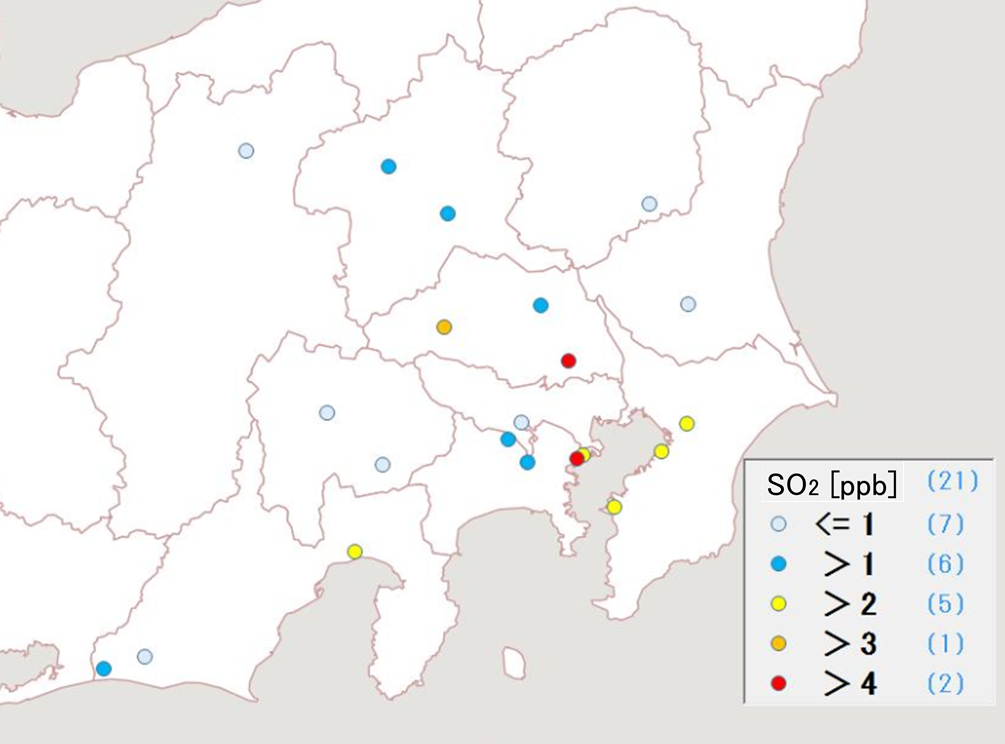 SO2 [ppb] (21)
<= 1 (7)
> 1 (6)
> 2 (5)
> 3 (1)
> 4 (2)